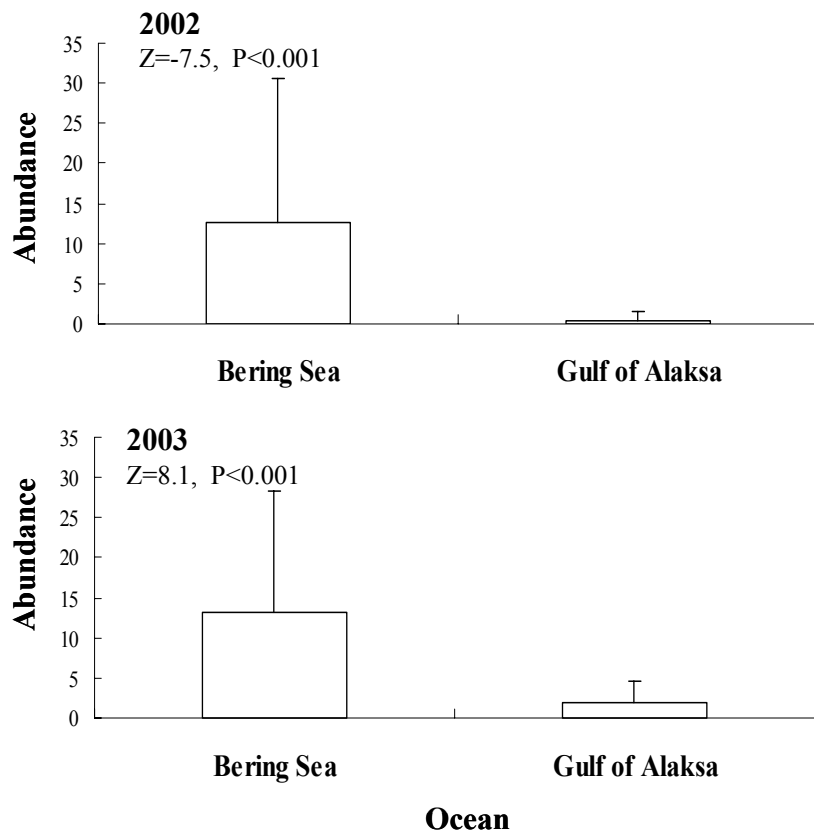 2002
Z=-7.5, P<0.001
35
30
25
20
15
10
5
0
Abundance
Bering Sea Gulf of Alaksa
2003
Z=8.1, P<0.001
35
30
25
20
15
10
5
0
Abundance
Bering Sea Gulf of Alaksa
Ocean